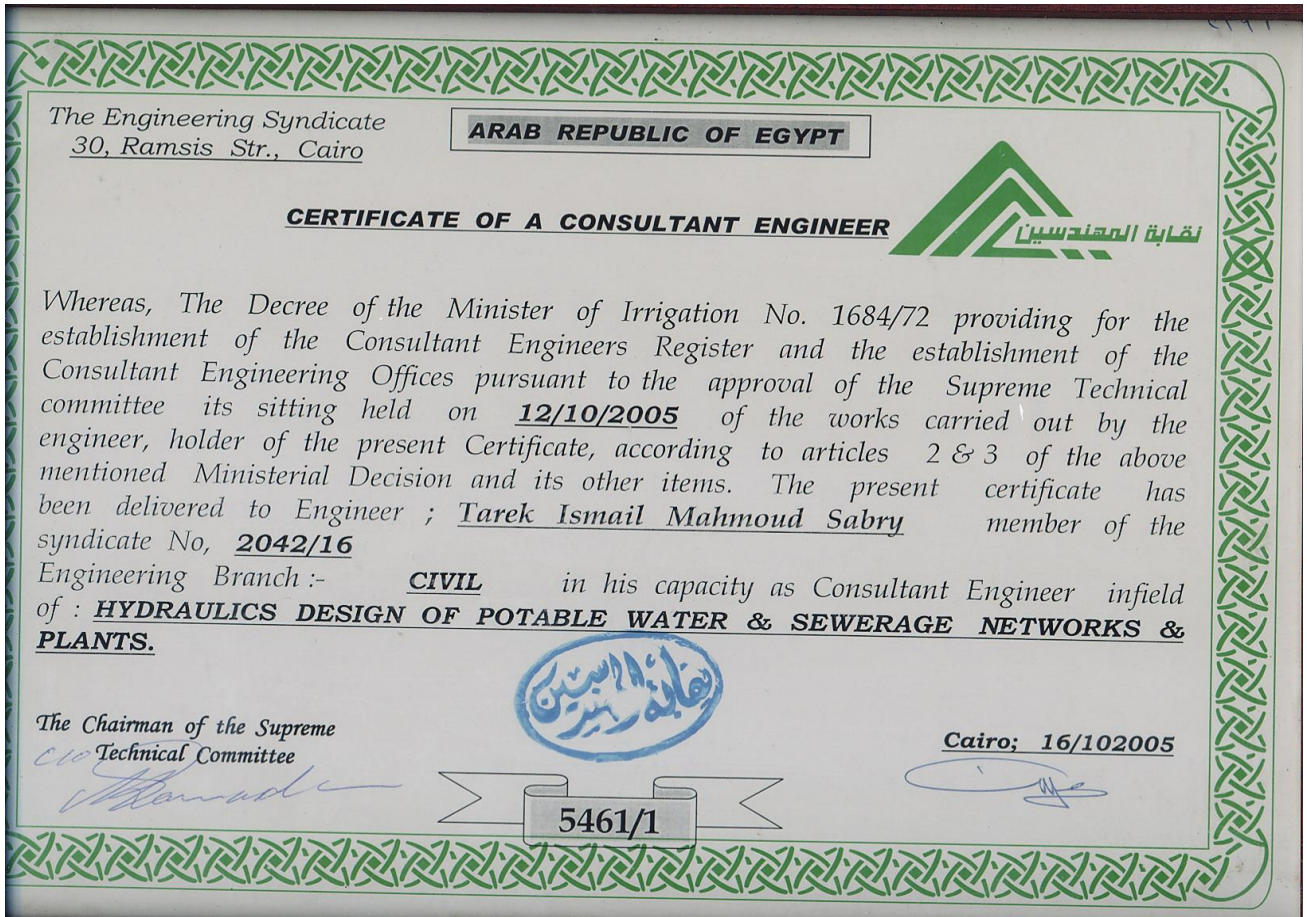 The Engineering Syndicate
30, Ramsis Str., Cairo
ARAB REPUBLIC OF EGYPT
CERTIFICATE OF A CONSULTANT ENGINEER
نقابة المهندسين
Whereas, The Decree of the Minister of Irrigation No. 1684/72 providing for the
establishment of the Consultant Engineers Register and the establishment of the
Consultant Engineering Offices pursuant to the approval of the Supreme Technical
committee its sitting held on 12/10/2005 of the works carried out by the
engineer, holder of the present Certificate, according to articles 2 & 3 of the above
mentioned Ministerial Decision and its other items. The present certificate has
been delivered to Engineer ; Tarek Ismail Mahmoud Sabry member of the
syndicate No, 2042/16
Engineering Branch :- CIVIL in his capacity as Consultant Engineer infield
of : HYDRAULICS DESIGN OF POTABLE WATER & SEWERAGE NETWORKS &
PLANTS.
نقابة المهندسين
The Chairman of the Supreme
Technical Committee
Cairo; 16/102005
5461/1